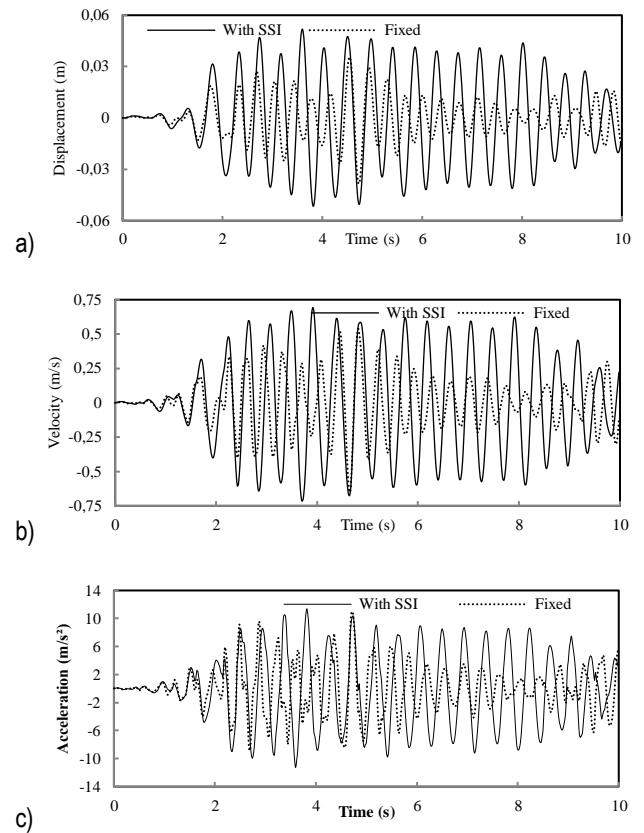 With SSI Fixed
Displacement (m)
0,06
0,03
0
-0,03
-0,06
0 2 4 6 8 10
Time (s)
a)
With SSI Fixed
Velocity (m/s)
0,75
0,5
0,25
0
-0,25
-0,5
-0,75
0 2 4 6 8 10
Time (s)
b)
With SSI Fixed
Acceleration (m/s²)
14
10
6
2
-2
-6
-10
-14
0 2 4 6 8 10
Time (s)
c)